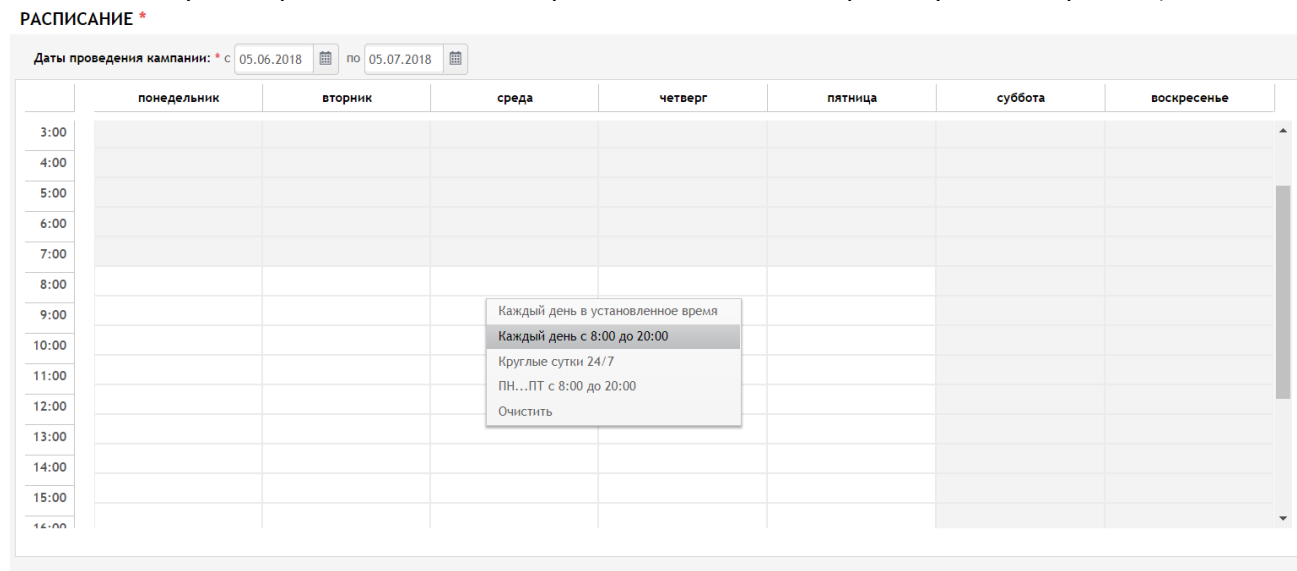 РАСПИСАНИЕ *
Даты проведения кампании: * с 05.06.2018 по 05.07.2018
понедельник вторник среда четверг пятница суббота воскресенье
3:00
4:00
5:00
6:00
7:00
8:00
9:00
10:00
11:00
12:00
13:00
14:00
15:00
16:00
Каждый день в установленное время
Каждый день с 8:00 до 20:00
Круглые сутки 24/7
ПН...ПТ с 8:00 до 20:00
Очистить